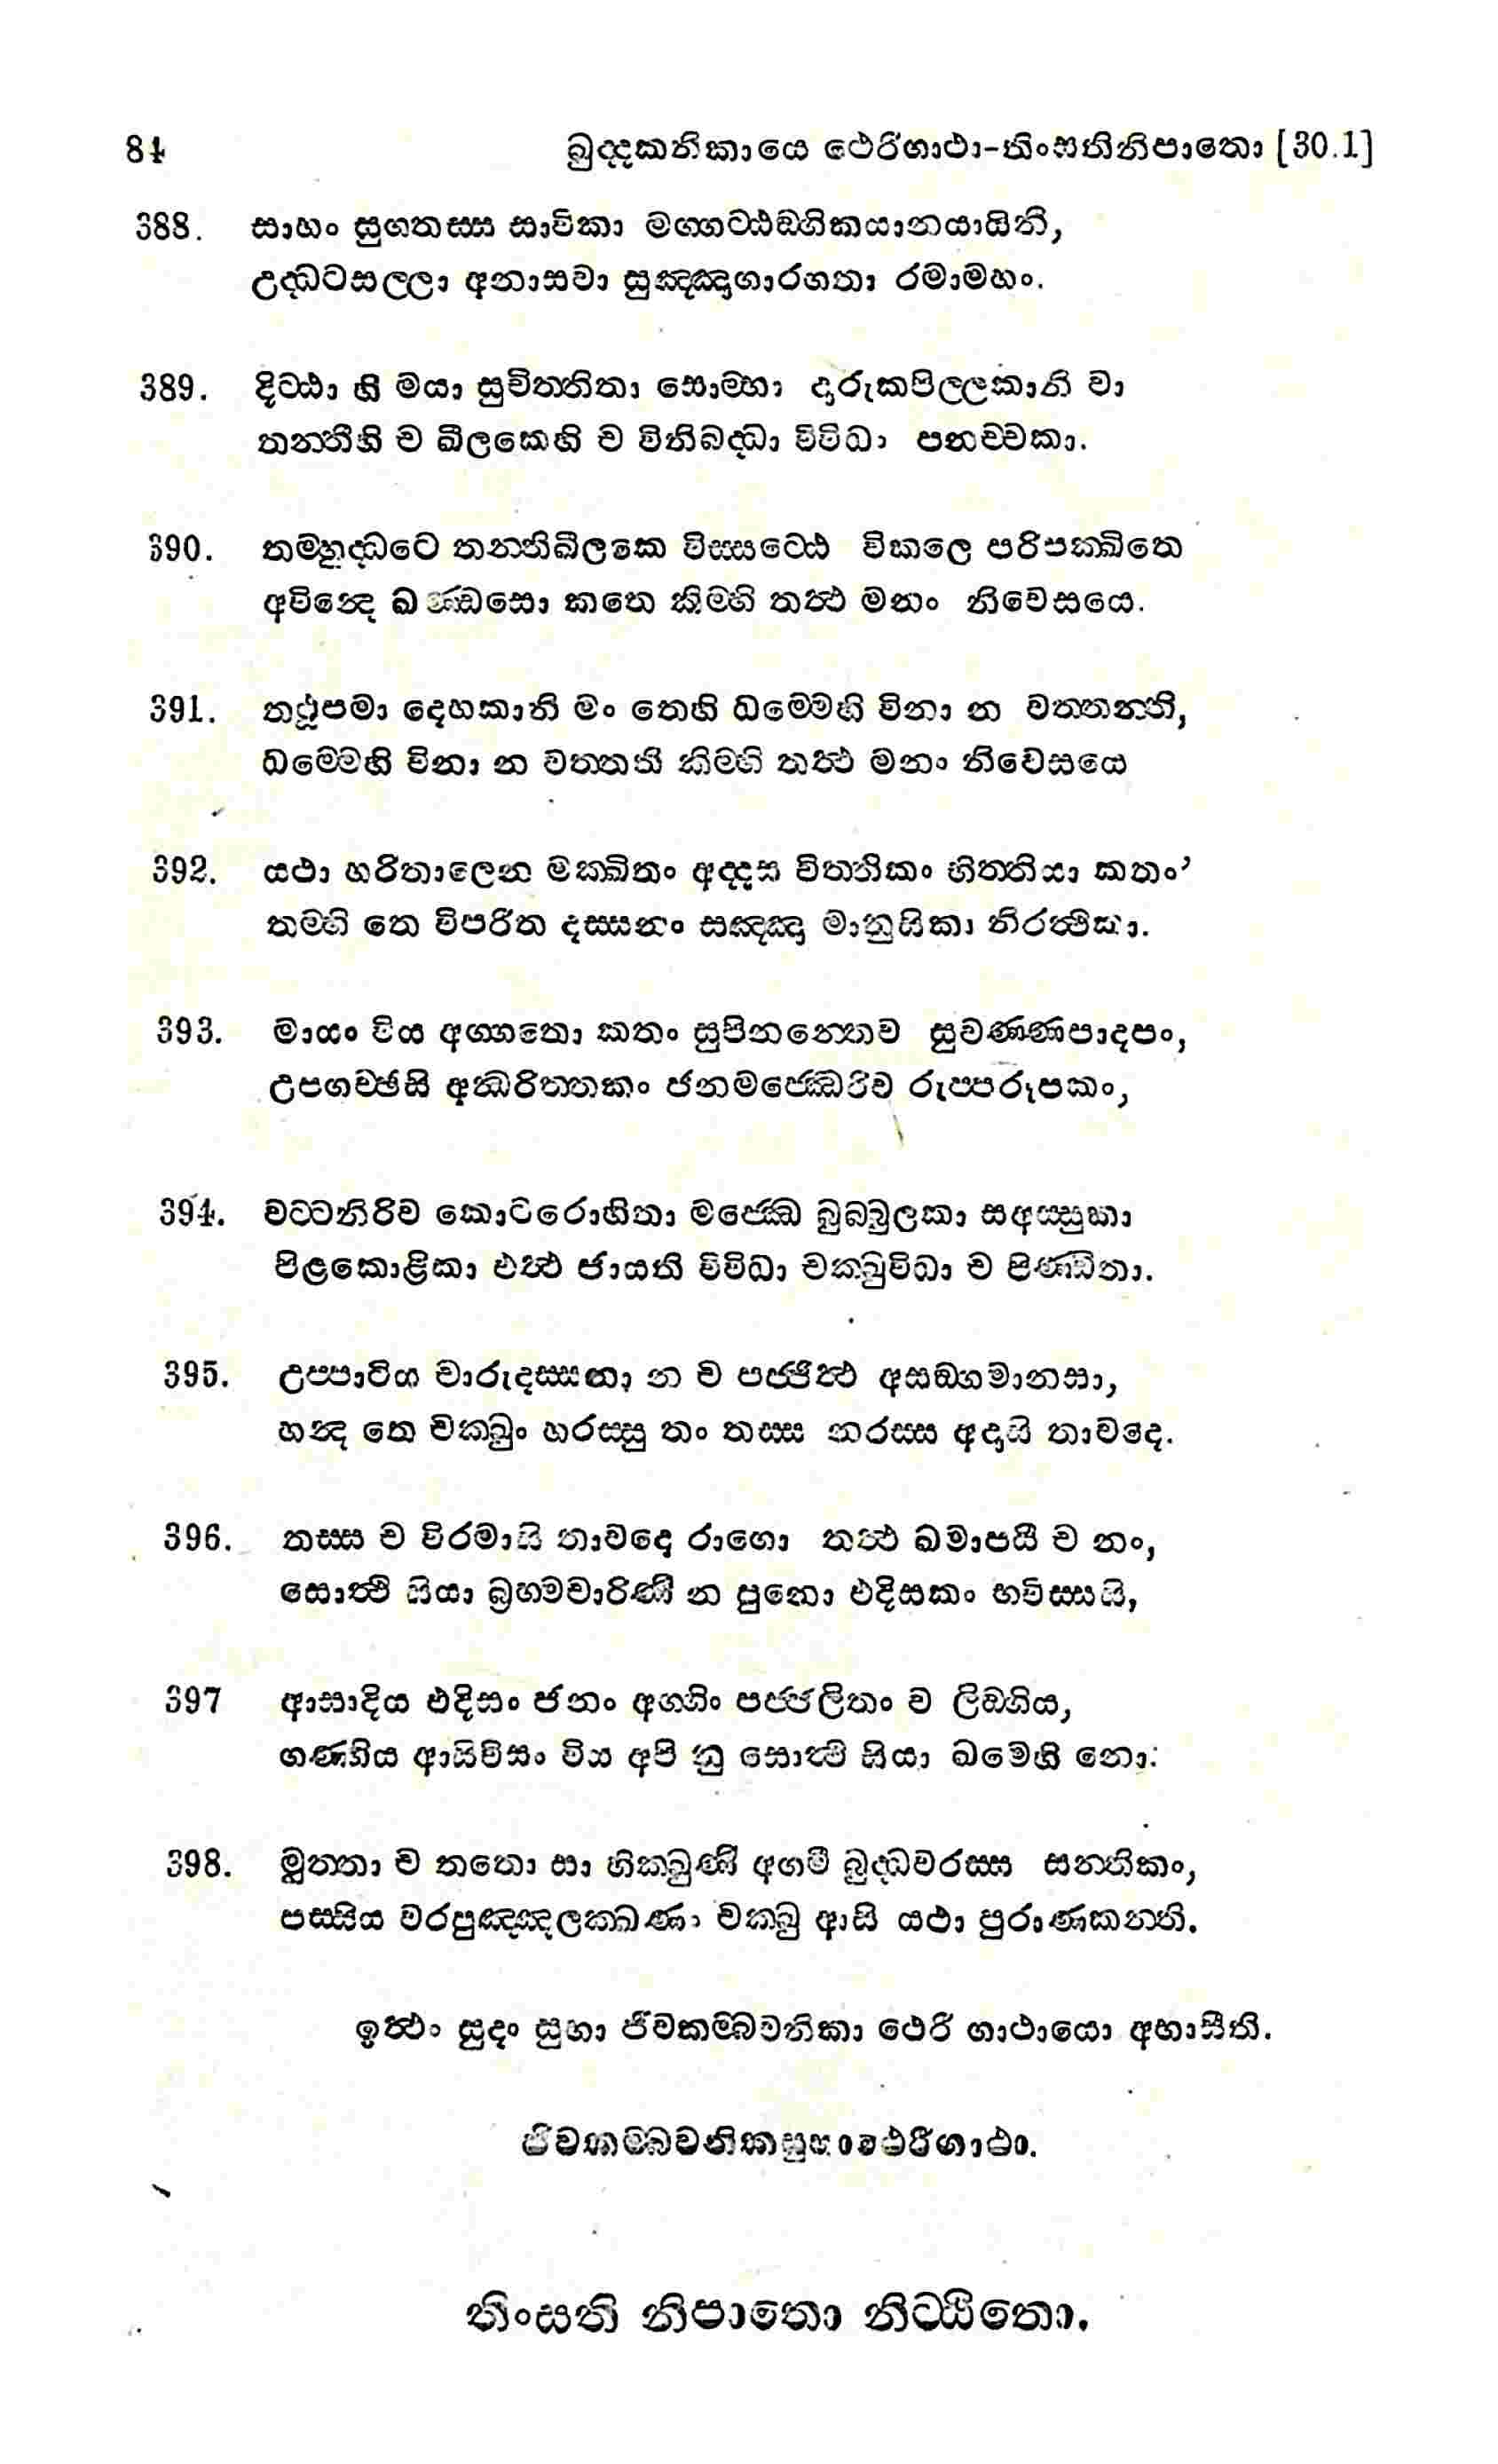 84 ඛුද්දකනිකායෙ ථෙරිගාථා-තිංසතිනිපාතො [30.1]
388. සාහං සුගතස්ස සාවිකා මග්ගට්ඨඞ්ගිකයානයායිනී,
උද්ධටසල්ලා අනාසවා සුඤ්ඤාගාරගතා රමාමහං.
389. දිට්ඨා හි මයා සුචිත්තිතා සොම්භා දාරුකපිල්ලකානි වා
තන්තීහි ච ඛීලකෙහි ච විනිබද්ධා විවිධා පනච්චකා.
390. තම්හුද්ධටෙ තන්තිඛීලකෙ විස්සට්ඨෙ විකලෙ පරිපක්ඛිතෙ
අවින්දෙ ඛණ්ඩසො කතෙ කිම්හි තත්ථ මනං නිවෙසයෙ.
391. තථූපමා දෙහකානි මං තෙහි ධම්මෙහි විනා න වත්තන්ති,
ධම්මෙහි විනා න වත්තති කිම්හි තත්ථ මනං නිවෙසයෙ
392. යථා හරිතාලෙන මක්ඛිතං අද්දස චිත්තිකං භිත්තියා කතං’
තම්හි තෙ විපරීත දස්සනං සඤ්ඤා මානුසිකා නිරත්ථිකා.
393. මායං විය අග්ගතො කතං සුපිනන්තෙව සුවණ්ණපාදපං,
උපගච්ඡසි අන්ධරිත්තකං ජනමජ්ඣෙරිව රුප්පරූපකං,
394. වට්ටනිරිව කොටරොහිතා මජ්ඣෙ බුබ්බුලකා සඅස්සුකා
පිළකොළිකා එත්ථ ජායති විවිධා චක්ඛුවිධා ච පිණ්ඩිතා.
395. උප්පාටිය චාරුදස්සනා න ච පජ්ජිත්ථ අසඞ්ගමානසා,
හන්ද තෙ චක්ඛුං හරස්සු තං තස්ස නරස්ස අදාසි තාවදෙ.
396. තස්ස ච විරමාසි තාවදෙ රාගො තත්ථ ඛමාපයී ච නං,
සොත්ථි සියා බ්‍රහ්මචාරිණී න පුනො එදිසකං භවිස්සසි,
397 ආසාදිය එදිසං ජනං අග්ගිං පජ්ජලිතං ව ලිඞ්ගිය,
ගණ්හිය ආසිවිසං විය අපි නු සොත්ථි සියා ඛමෙහි නො.
398. මුත්තා ච තතො සා භික්ඛුණී අගමී බුද්ධවරස්ස සන්තිකං,
පස්සිය වරපුඤ්ඤලක්ඛණං චක්ඛු ආසි යථා පුරාණකන්ති.
ඉත්ථං සුදං සුභා ජීවකම්බවනිකා ථෙරී ගාථායො අභාසීති.
ජීවකම්බවනිකසුභාථෙරීගාථා.
තිංසති නිපාතො නිට්ඨිතො.